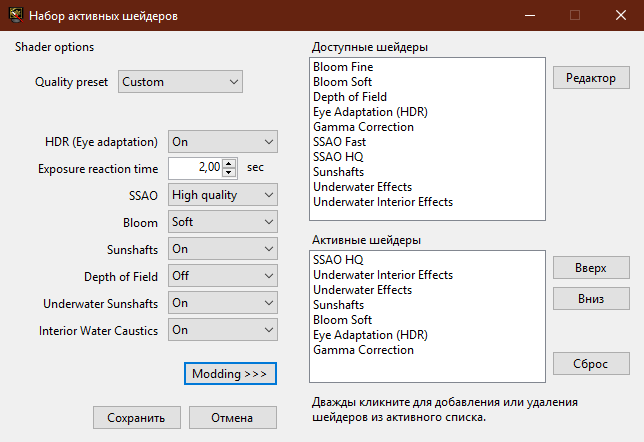 Набор активных шейдеров
Shader options
Quality preset Custom
HDR (Eye adaptation) On
Exposure reaction time 2,00 sec
SSAO High quality
Bloom Soft
Sunshafts On
Depth of Field Off
Underwater Sunshafts On
Interior Water Caustics On
Modding >>>
Сохранить Отмена
Доступные шейдеры
Bloom Fine
Bloom Soft
Depth of Field
Eye Adaptation (HDR)
Gamma Correction
SSAO Fast
SSAO HQ
Sunshafts
Underwater Effects
Underwater Interior Effects
Редактор
Активные шейдеры
SSAO HQ
Underwater Interior Effects
Underwater Effects
Sunshafts
Bloom Soft
Eye Adaptation (HDR)
Gamma Correction
Вверх
Вниз
Сброс
Дважды кликните для добавления или удаления
шейдеров из активного списка.